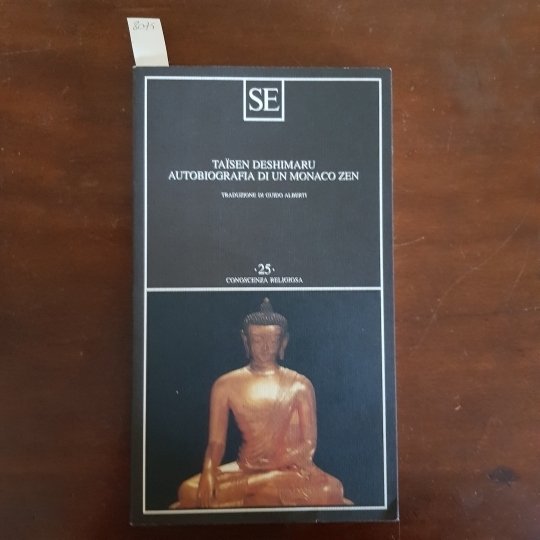 SE
TAÏSEN DESHIMARU
AUTOBIOGRAFIA DI UN MONACO ZEN
TRADUZIONE DI GUIDO ALBERTI
·25·
CONOSCENZA RELIGIOSA